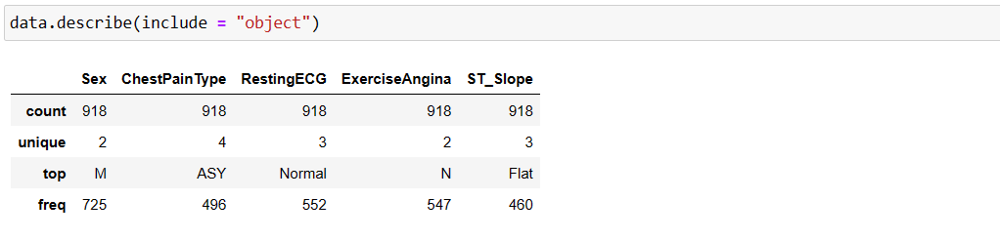 data.describe(include = "object")
Sex ChestPainType RestingECG ExerciseAngina ST_Slope
count 918 918 918 918 918
unique 2 4 3 2 3
top M ASY Normal N Flat
freq 725 496 552 547 460